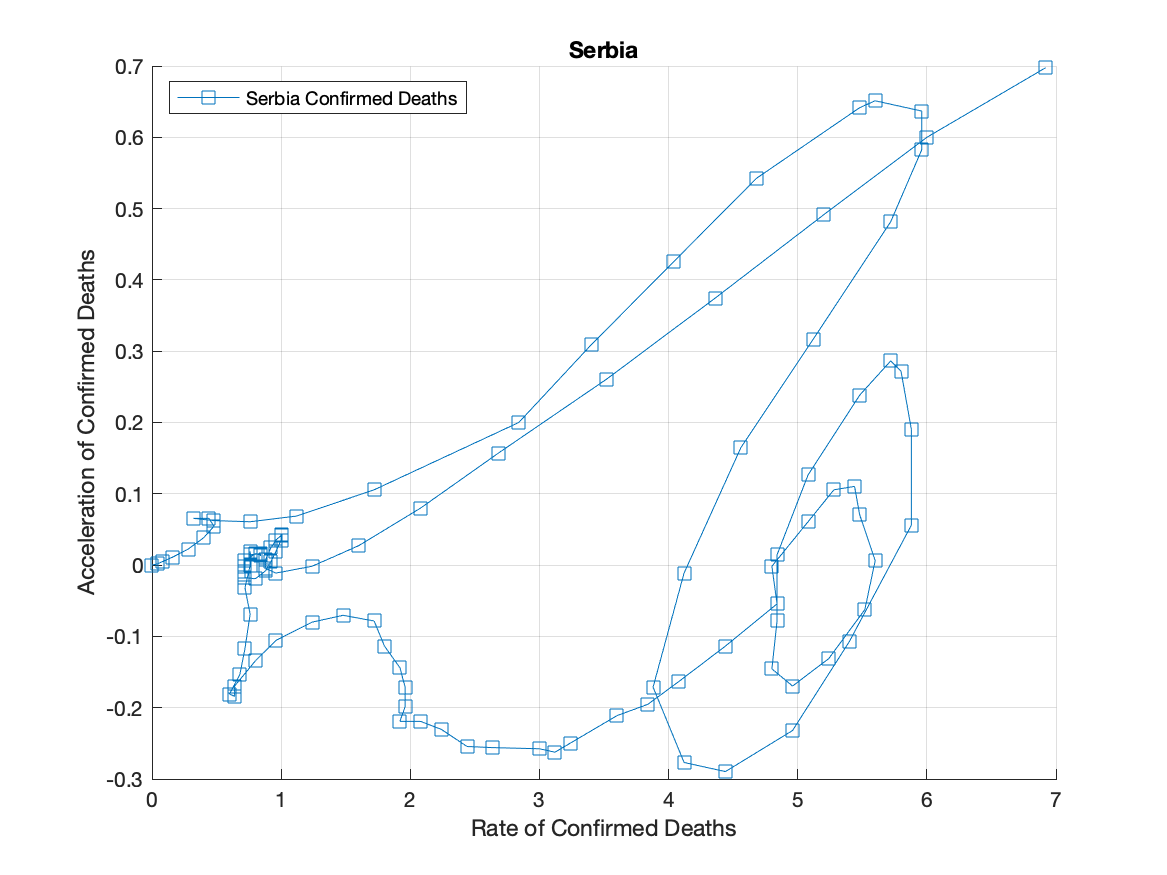 Serbia
Serbia Confirmed Deaths
0.7
0.6
0.5
0.4
0.3
0.2
0.1
0
-0.1
-0.2
-0.3
Acceleration of Confirmed Deaths
0 1 2 3 4 5 6 7
Rate of Confirmed Deaths